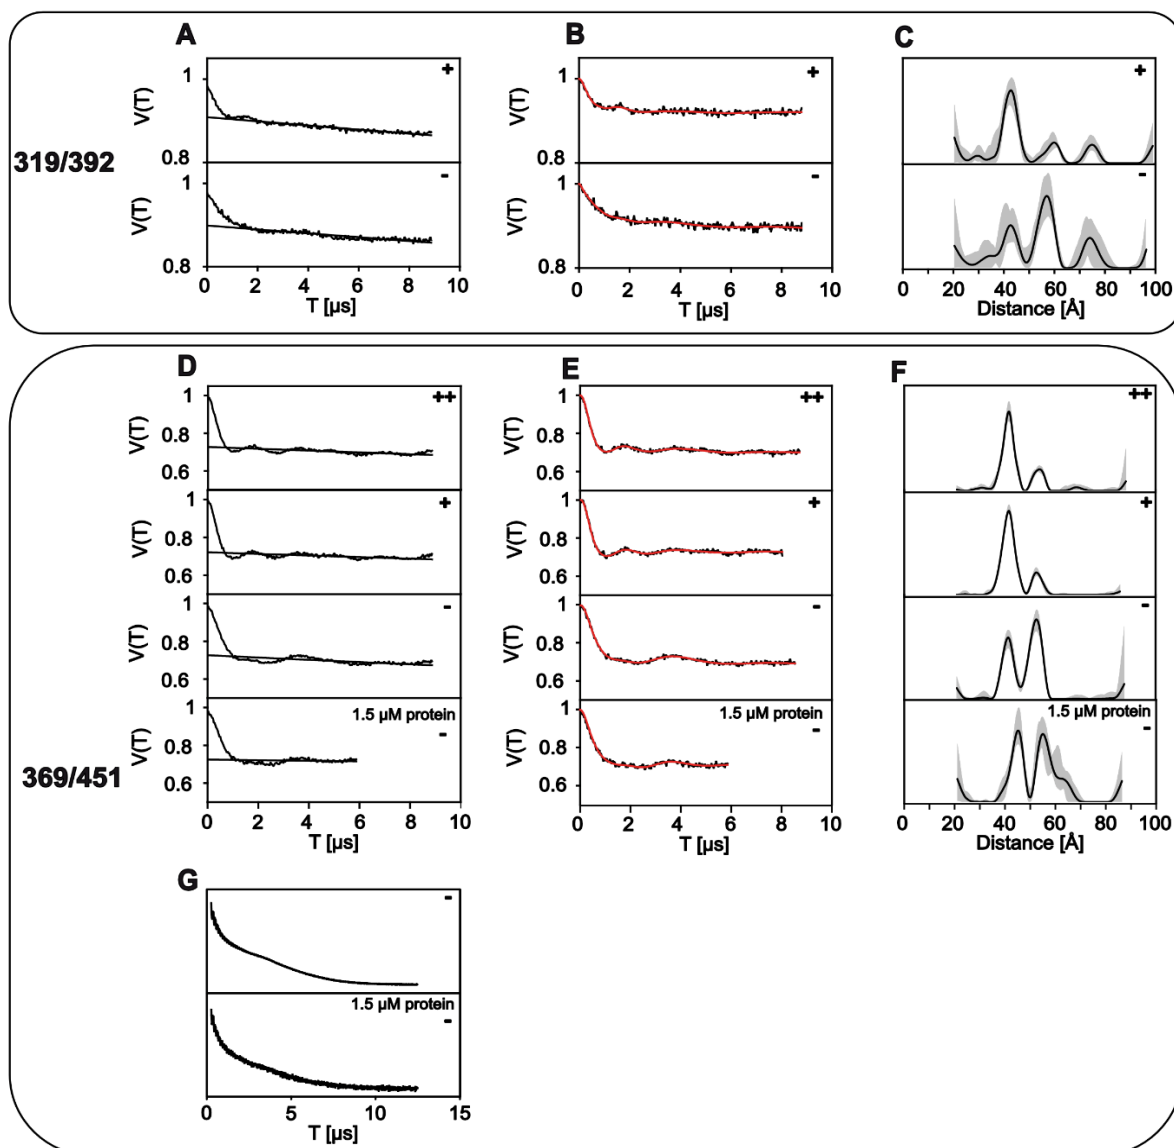 A
B
C
319/392
+
+
+
V(T)
1
0.8
V(T)
1
0.8
-
-
-
V(T)
1
0.8
V(T)
1
0.8
0 2 4 6 8 10
0 2 4 6 8 10
0 20 40 60 80 100
T [µs]
T [µs]
Distance [Å]
D
E
F
369/451
++
++
++
V(T)
1
0.8
0.6
V(T)
1
0.8
0.6
+
+
+
V(T)
1
0.8
0.6
V(T)
1
0.8
0.6
-
-
-
V(T)
1
0.8
0.6
V(T)
1
0.8
0.6
1.5 µM protein
-
1.5 µM protein
-
1.5 µM protein
-
V(T)
1
0.8
0.6
V(T)
1
0.8
0.6
0 2 4 6 8 10
0 2 4 6 8 10
0 20 40 60 80 100
T [µs]
T [µs]
Distance [Å]
G
-
1.5 µM protein
-
0 5 10 15
T [µs]